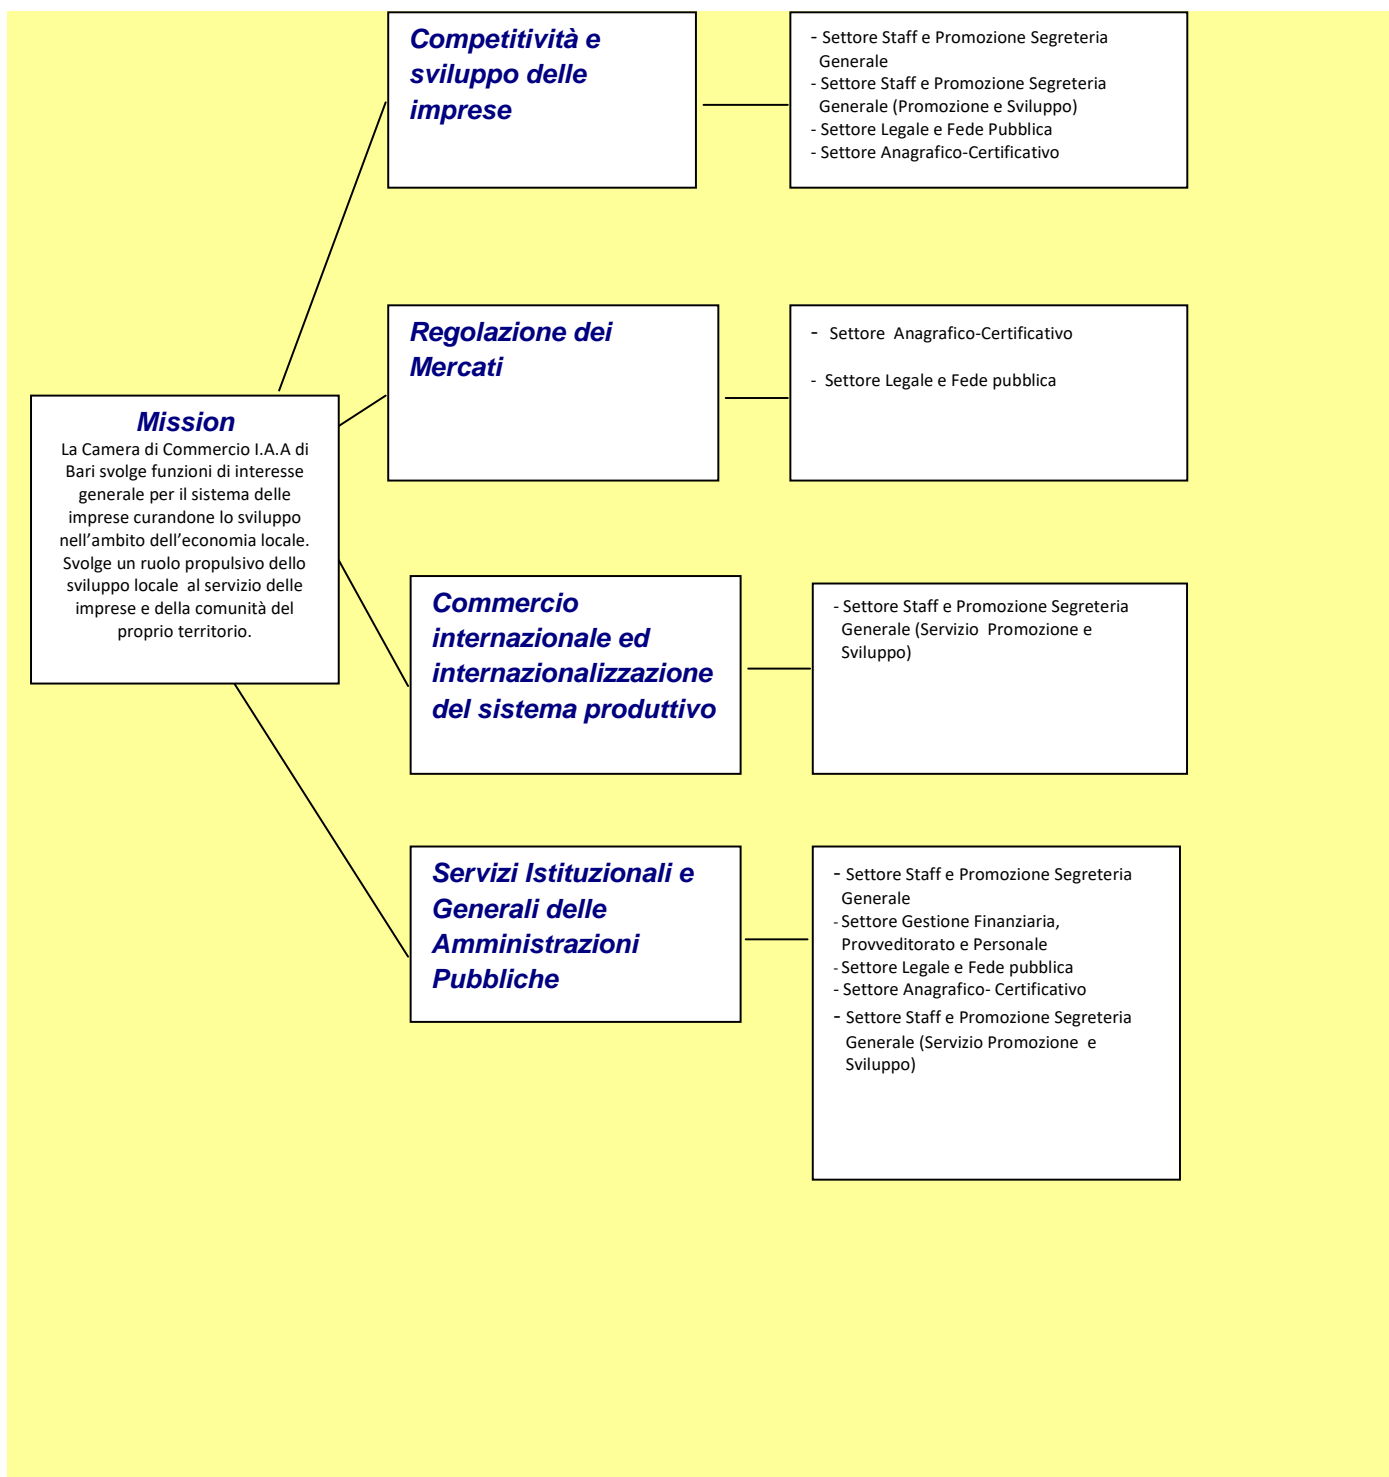 Competitività e
sviluppo delle
imprese
- Settore Staff e Promozione Segreteria
Generale
- Settore Staff e Promozione Segreteria
Generale (Promozione e Sviluppo)
- Settore Legale e Fede Pubblica
- Settore Anagrafico-Certificativo
Regolazione dei
Mercati
- Settore Anagrafico-Certificativo
- Settore Legale e Fede pubblica
Mission
La Camera di Commercio I.A.A di
Bari svolge funzioni di interesse
generale per il sistema delle
imprese curandone lo sviluppo
nell’ambito dell’economia locale.
Svolge un ruolo propulsivo dello
sviluppo locale al servizio delle
imprese e della comunità del
proprio territorio.
Commercio
internazionale ed
internazionalizzazione
del sistema produttivo
- Settore Staff e Promozione Segreteria
Generale (Servizio Promozione e
Sviluppo)
Servizi Istituzionali e
Generali delle
Amministrazioni
Pubbliche
- Settore Staff e Promozione Segreteria
Generale
- Settore Gestione Finanziaria,
Provveditorato e Personale
- Settore Legale e Fede pubblica
- Settore Anagrafico- Certificativo
- Settore Staff e Promozione Segreteria
Generale (Servizio Promozione e
Sviluppo)